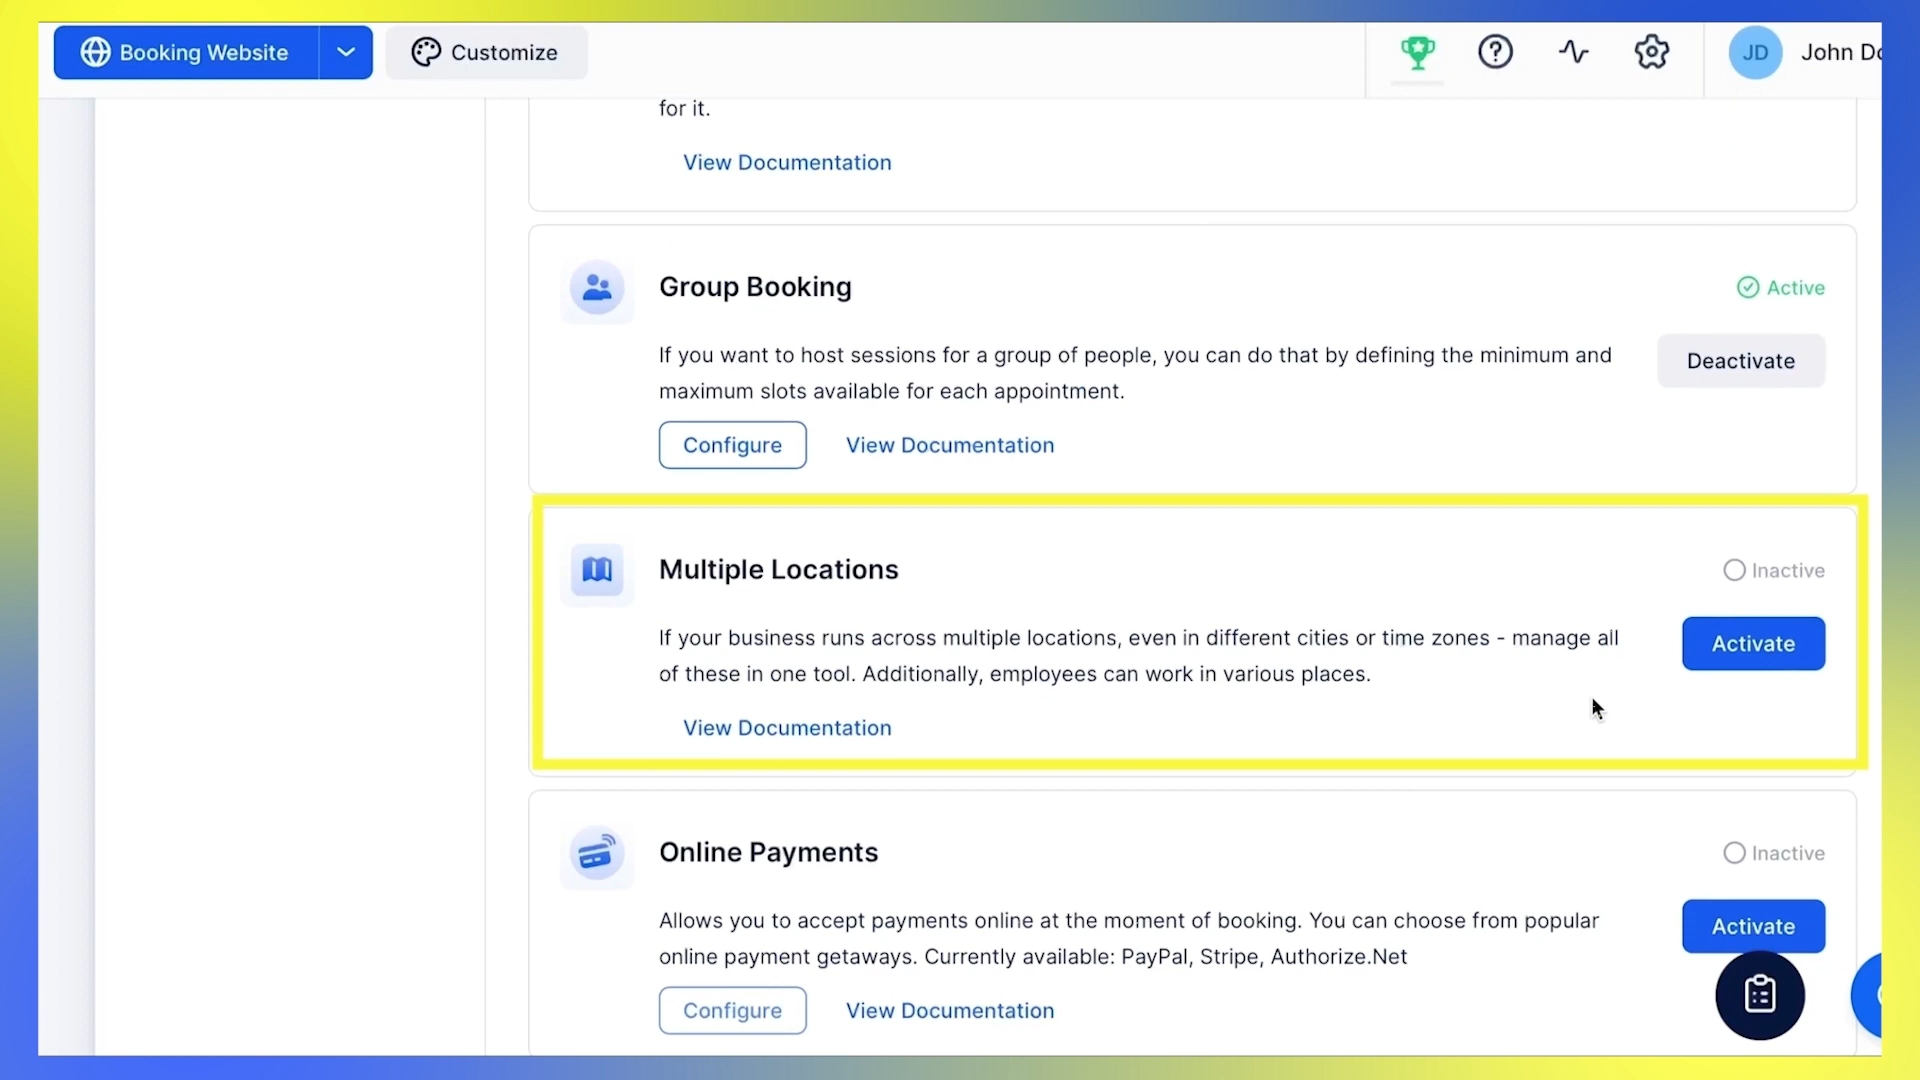 Booking Website
Customize
JD
John Do
for it.
View Documentation
Group Booking
Active
If you want to host sessions for a group of people, you can do that by defining the minimum and
maximum slots available for each appointment.
Deactivate
Configure
View Documentation
Multiple Locations
Inactive
If your business runs across multiple locations, even in different cities or time zones - manage all
of these in one tool. Additionally, employees can work in various places.
Activate
View Documentation
Online Payments
Inactive
Allows you to accept payments online at the moment of booking. You can choose from popular
online payment getaways. Currently available: PayPal, Stripe, Authorize.Net
Activate
Configure
View Documentation